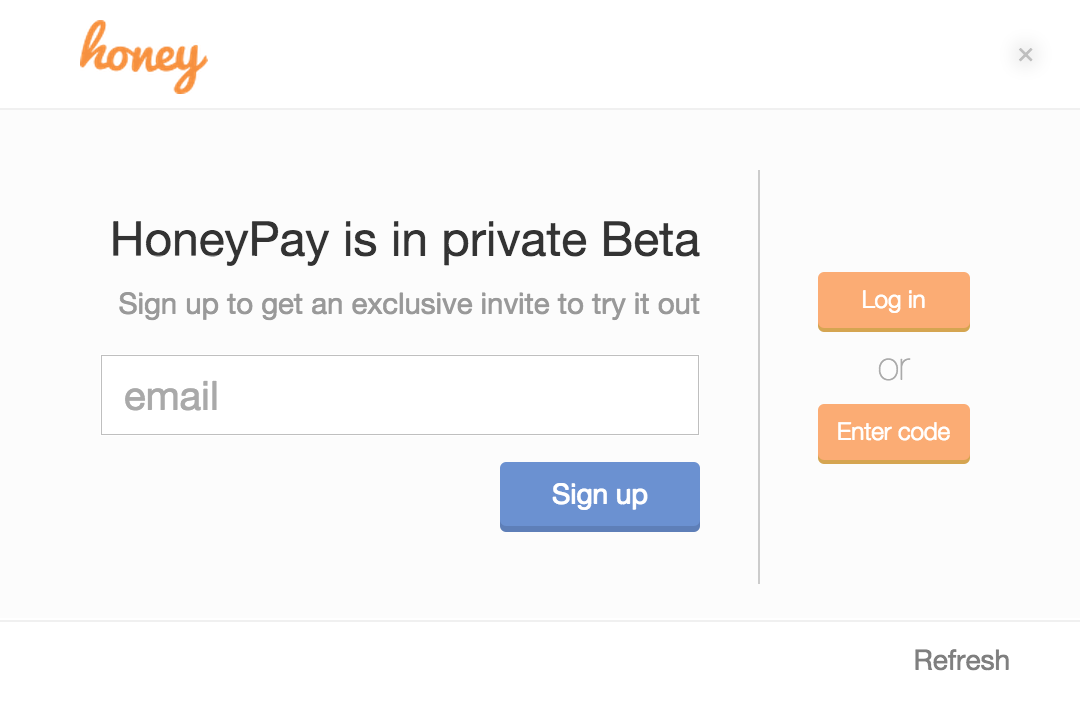 honey
×
HoneyPay is in private Beta
Sign up to get an exclusive invite to try it out
email
Sign up
Log in
or
Enter code
Refresh